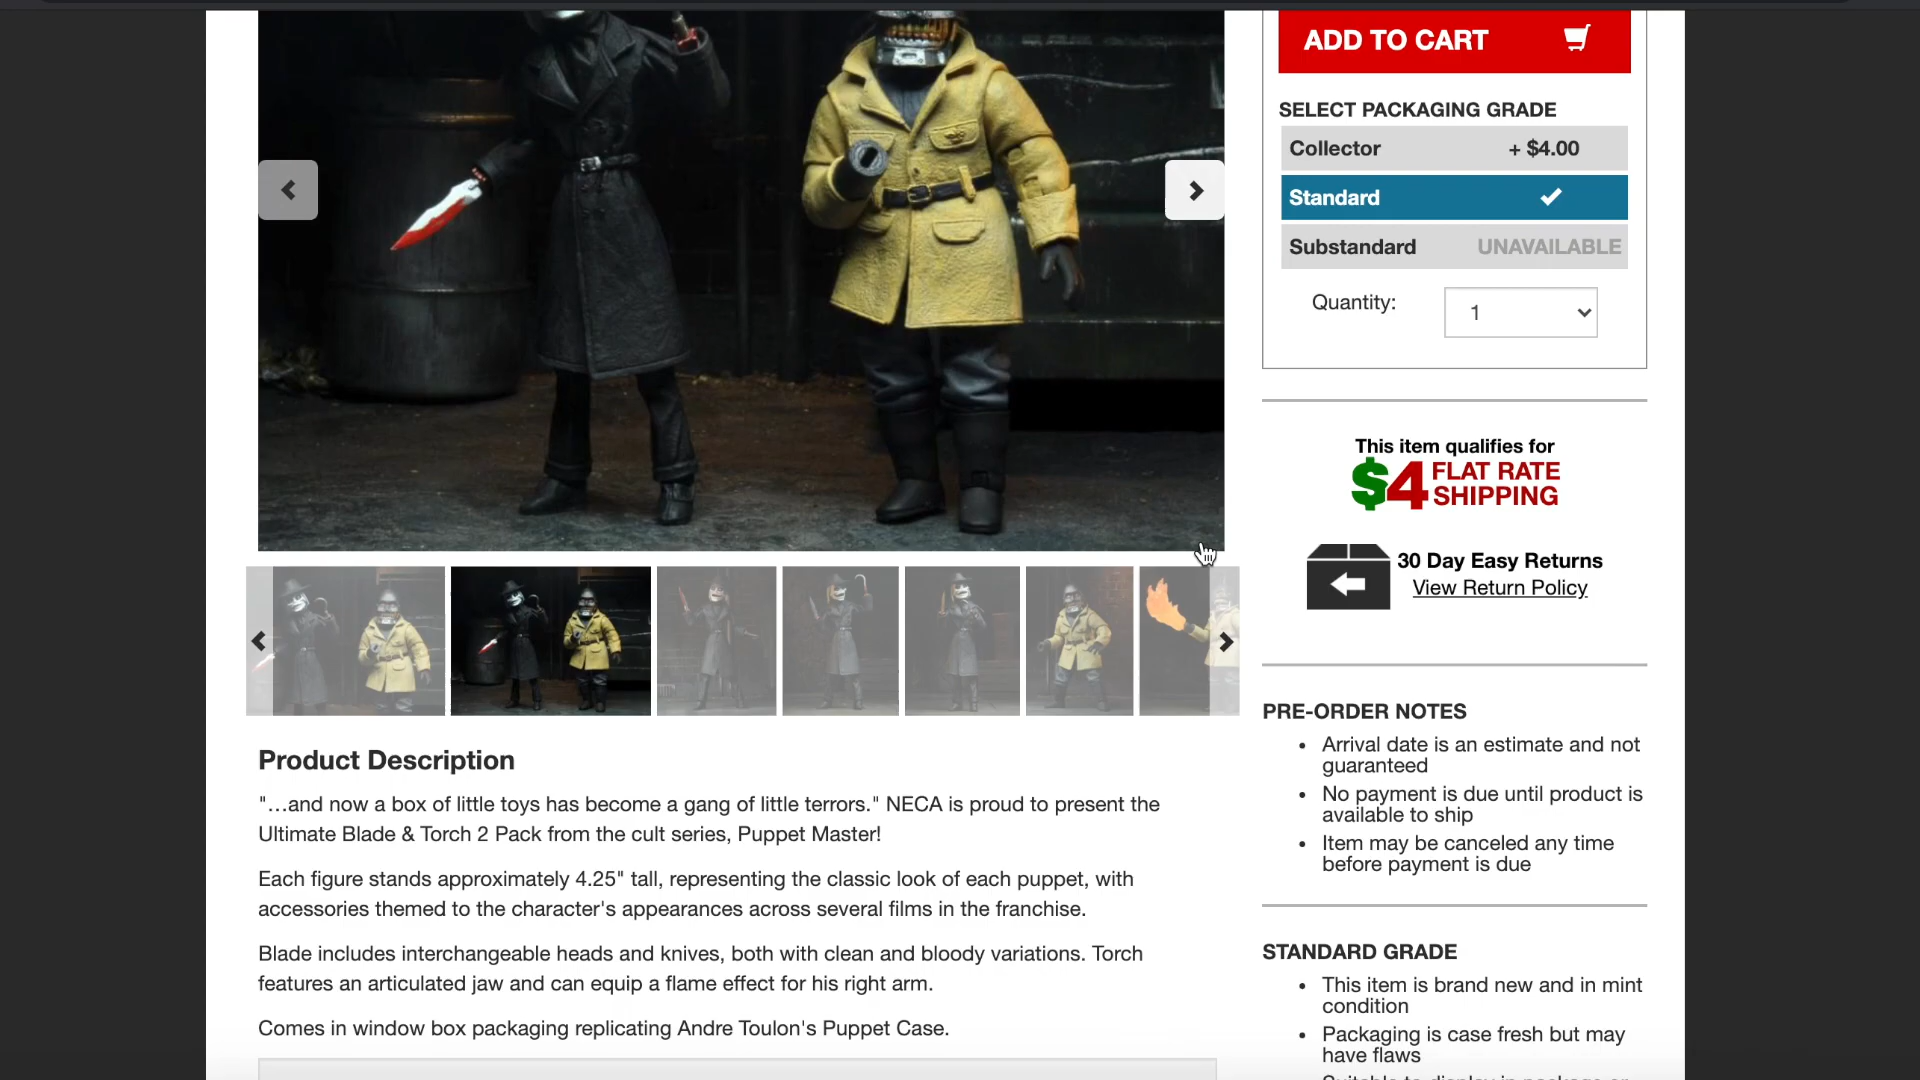 ADD TO CART
SELECT PACKAGING GRADE
Collector + $4.00
Standard
Substandard UNAVAILABLE
Quantity: 1
This item qualifies for
$4 FLAT RATE
SHIPPING
30 Day Easy Returns
View Return Policy
PRE-ORDER NOTES
• Arrival date is an estimate and not
guaranteed
• No payment is due until product is
available to ship
• Item may be canceled any time
before payment is due
STANDARD GRADE
• This item is brand new and in mint
condition
• Packaging is case fresh but may
have flaws
Product Description
"…and now a box of little toys has become a gang of little terrors." NECA is proud to present the
Ultimate Blade & Torch 2 Pack from the cult series, Puppet Master!
Each figure stands approximately 4.25" tall, representing the classic look of each puppet, with
accessories themed to the character's appearances across several films in the franchise.
Blade includes interchangeable heads and knives, both with clean and bloody variations. Torch
features an articulated jaw and can equip a flame effect for his right arm.
Comes in window box packaging replicating Andre Toulon's Puppet Case.